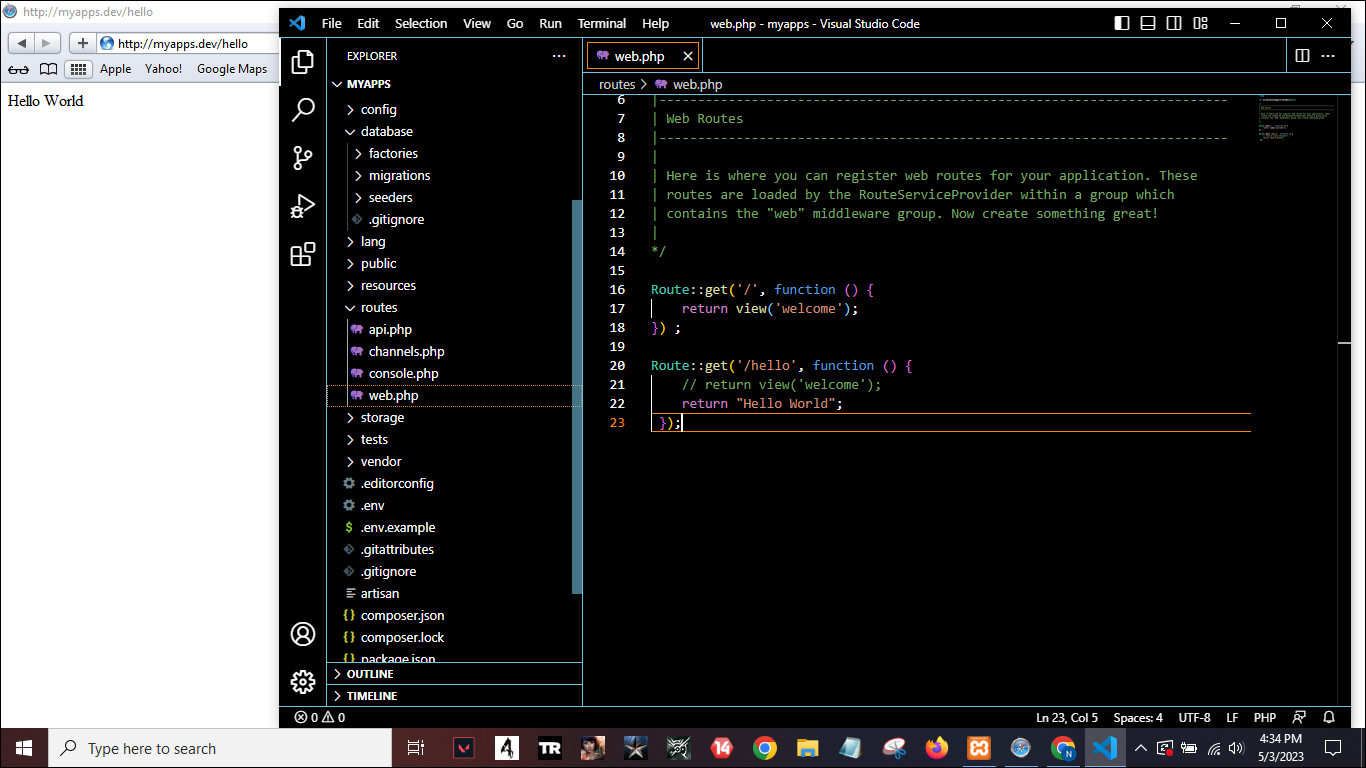 http://myapps.dev/hello
http://myapps.dev/hello
Apple Yahoo! Google Maps
Hello World
File Edit Selection View Go Run Terminal Help
web.php - myapps - Visual Studio Code
EXPLORER
MYAPPS
config
database
factories
migrations
seeders
.gitignore
lang
public
resources
routes
api.php
channels.php
console.php
web.php
storage
tests
vendor
.editorconfig
.env
$ .env.example
.gitattributes
.gitignore
artisan
{} composer.json
{} composer.lock
{} package.json
OUTLINE
TIMELINE
web.php
routes > web.php
6 |--------------------------------------------------------------------------
7 | Web Routes
8 |--------------------------------------------------------------------------
9 |
10 | Here is where you can register web routes for your application. These
11 | routes are loaded by the RouteServiceProvider within a group which
12 | contains the "web" middleware group. Now create something great!
13 |
14 */
15
16 Route::get('/', function () {
17 return view('welcome');
18 }) ;
19
20 Route::get('/hello', function () {
21 // return view('welcome');
22 return "Hello World";
23 });
0 0
Ln 23, Col 5 Spaces: 4 UTF-8 LF PHP
Type here to search
4
TR
14
N
4:34 PM
5/3/2023